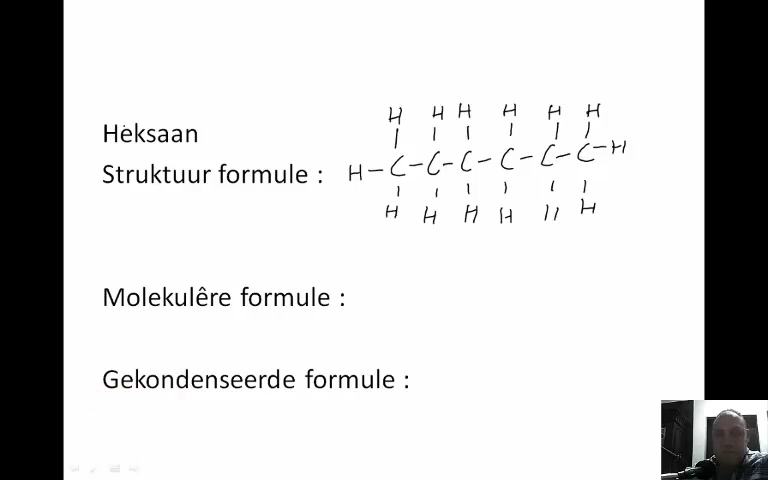 Heksaan
H H H H H H
Struktuur formule : H-C-C-C-C-C-C-H
H H H H H
Molekulêre formule :
Gekondenseerde formule :